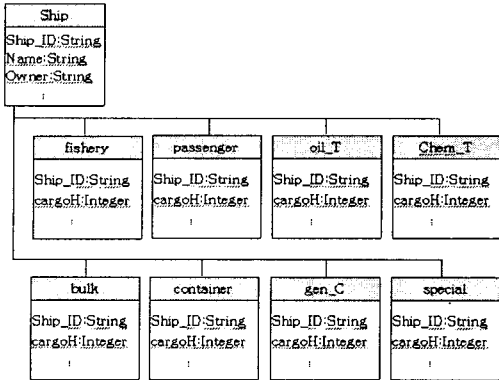 Ship
Ship_ID:String
Name:String
Owner:String
:
fishery
Ship_ID:String
cargoH:Integer
:
passenger
Ship_ID:String
cargoH:Integer
:
oil_T
Ship_ID:String
cargoH:Integer
:
Chem_T
Ship_ID:String
cargoH:Integer
:
bulk
Ship_ID:String
cargoH:Integer
:
container
Ship_ID:String
cargoH:Integer
:
gen_C
Ship_ID:String
cargoH:Integer
:
special
Ship_ID:String
cargoH:Integer
: